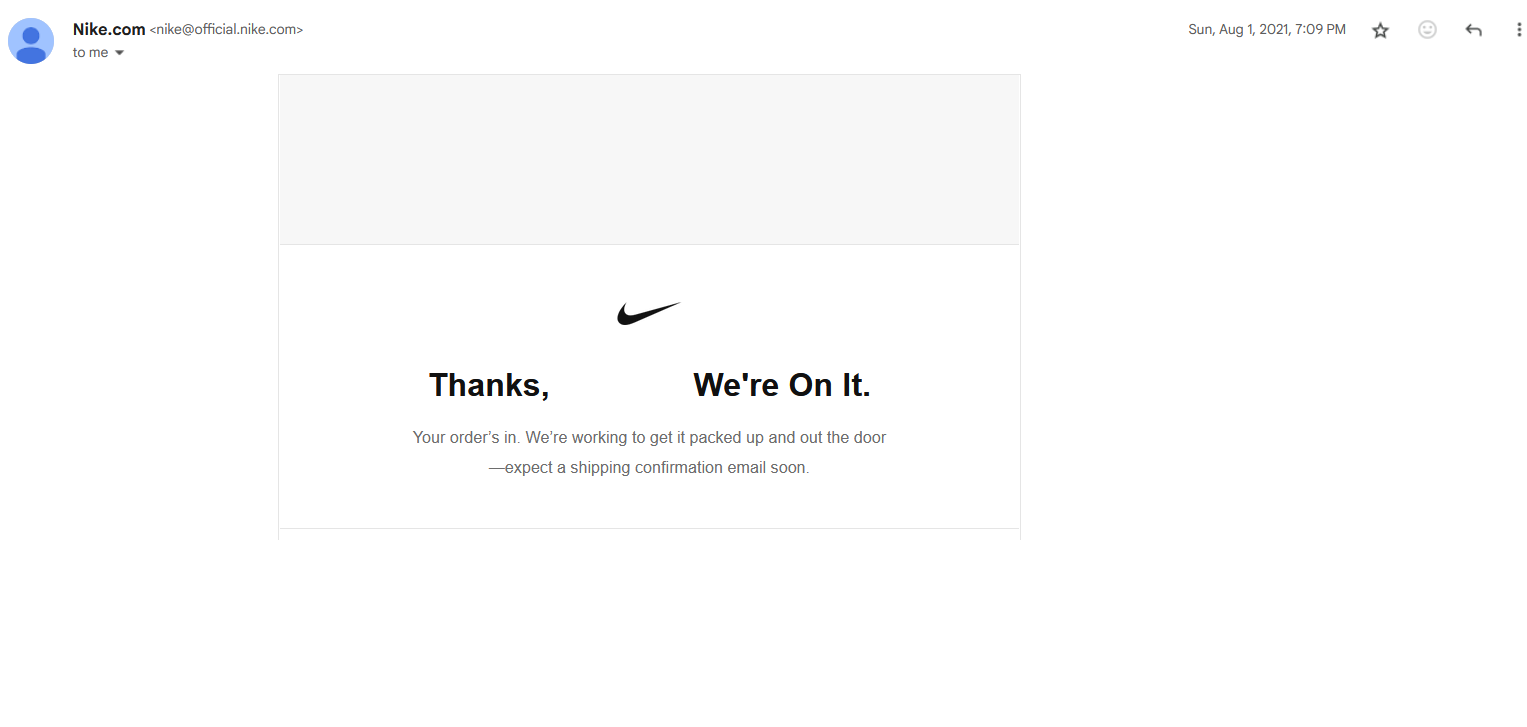 Nike.com <nike@official.nike.com>
Sun, Aug 1, 2021, 7:09 PM
to me
Thanks, We're On It.
Your order’s in. We’re working to get it packed up and out the door
—expect a shipping confirmation email soon.